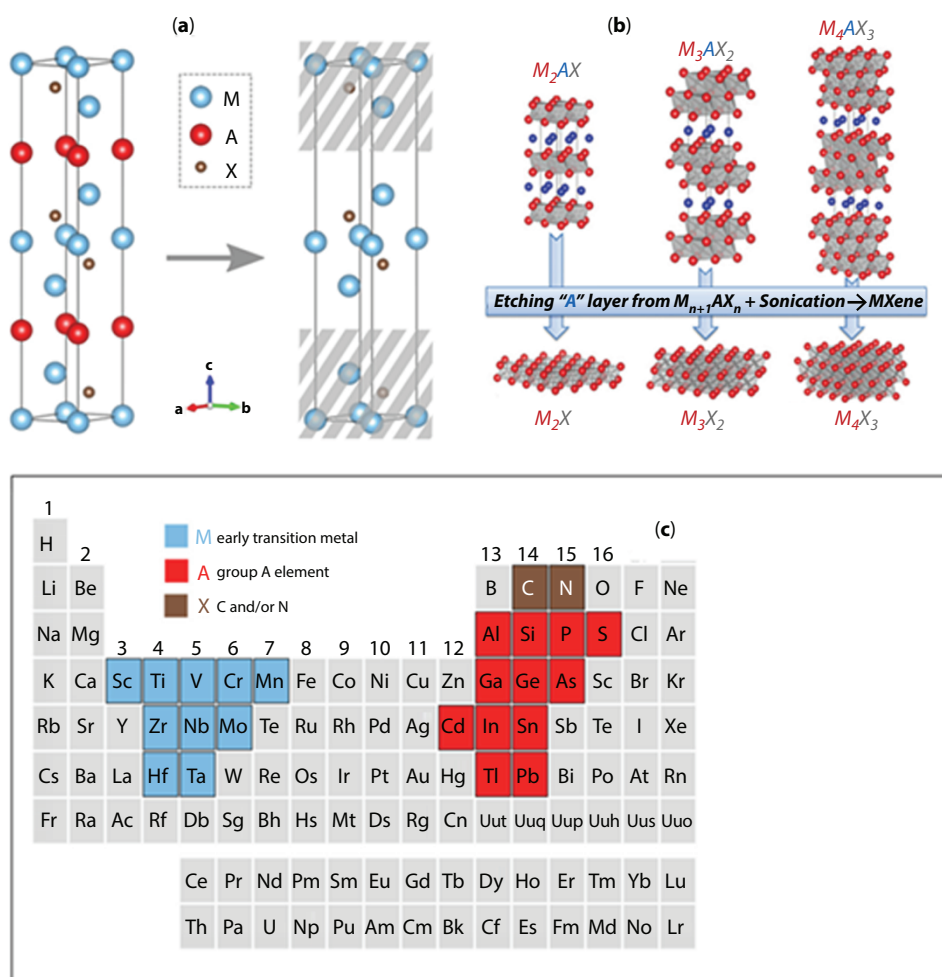 (a)
M
A
X
c
a
b
(b)
M2AX
M3AX2
M4AX3
Etching “A” layer from Mn+1AXn + Sonication → MXene
M2X
M3X2
M4X3
(c)
1
H
2
M early transition metal
A group A element
X C and/or N
13 14 15 16
Li Be B C N O F Ne
Na Mg Al Si P S Cl Ar
3 4 5 6 7 8 9 10 11 12
K Ca Sc Ti V Cr Mn Fe Co Ni Cu Zn Ga Ge As Sc Br Kr
Rb Sr Y Zr Nb Mo Te Ru Rh Pd Ag Cd In Sn Sb Te I Xe
Cs Ba La Hf Ta W Re Os Ir Pt Au Hg Tl Pb Bi Po At Rn
Fr Ra Ac Rf Db Sg Bh Hs Mt Ds Rg Cn Uut Uuq Uup Uuh Uus Uuo
Ce Pr Nd Pm Sm Eu Gd Tb Dy Ho Er Tm Yb Lu
Th Pa U Np Pu Am Cm Bk Cf Es Fm Md No Lr